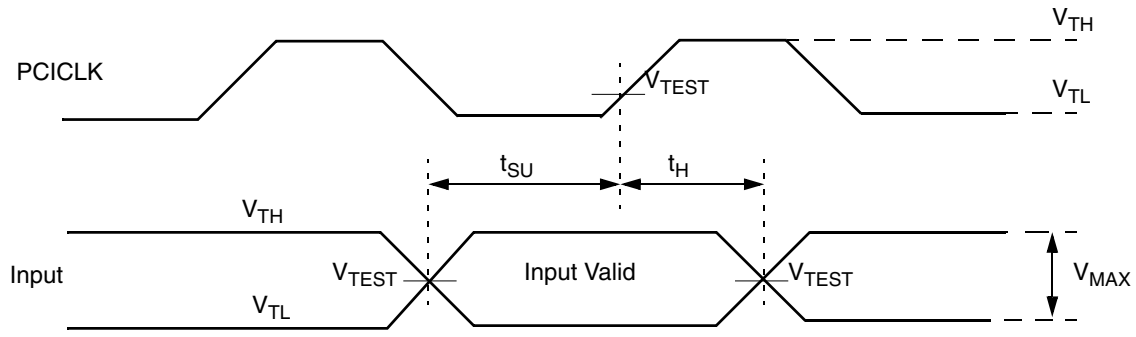 V_TH
PCICLK
V_TEST
V_TL
t_SU
t_H
V_TH
Input
V_TEST
Input Valid
V_TEST
V_MAX
V_TL